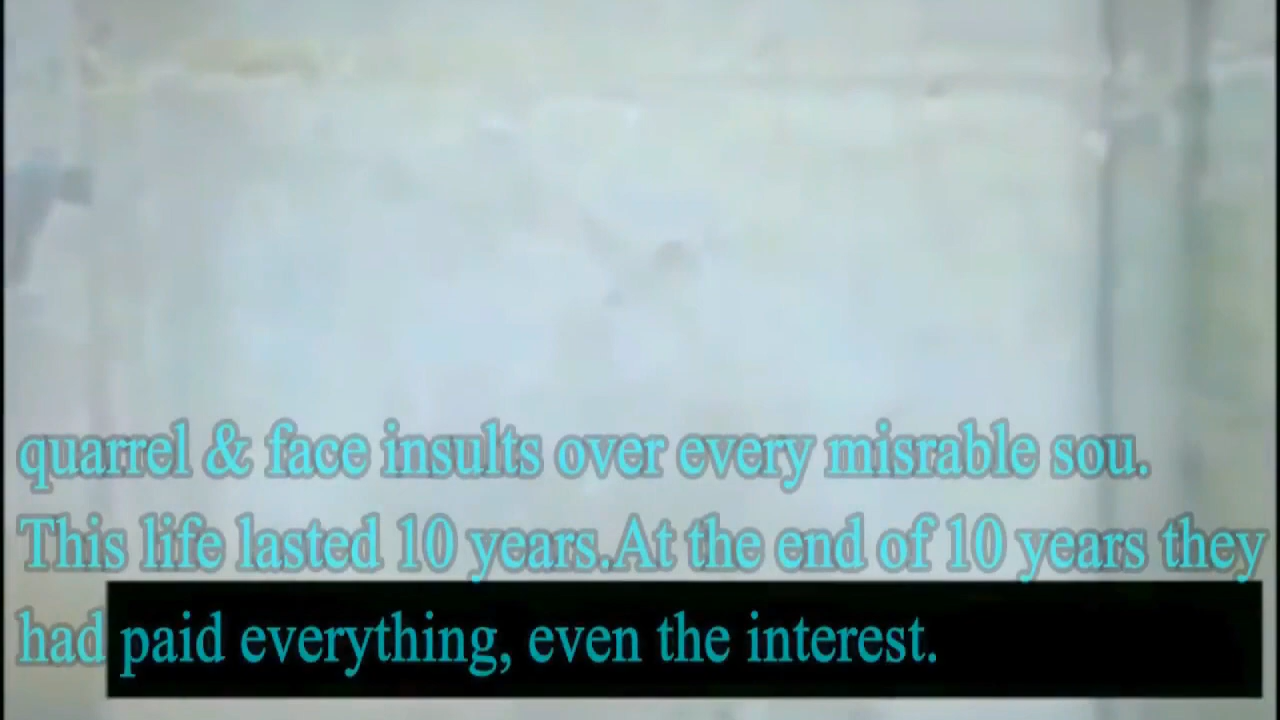 quarrel & face insults over every misrable sou.
This life lasted 10 years.At the end of 10 years they
had paid everything, even the interest.